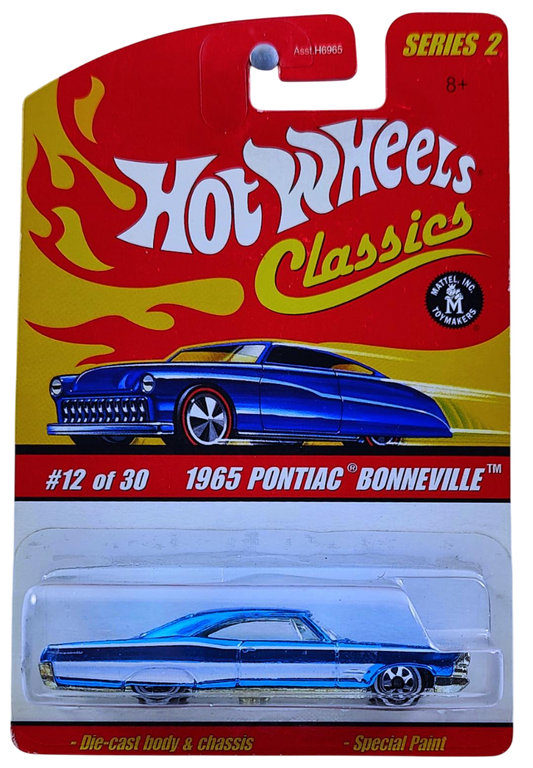 Asst.H6965
SERIES 2
8+
HOT WHEELS®
Classics
MATTEL, INC.
M
TOYMAKERS
#12 of 30 1965 PONTIAC® BONNEVILLE™
- Die-cast body & chassis - Special Paint